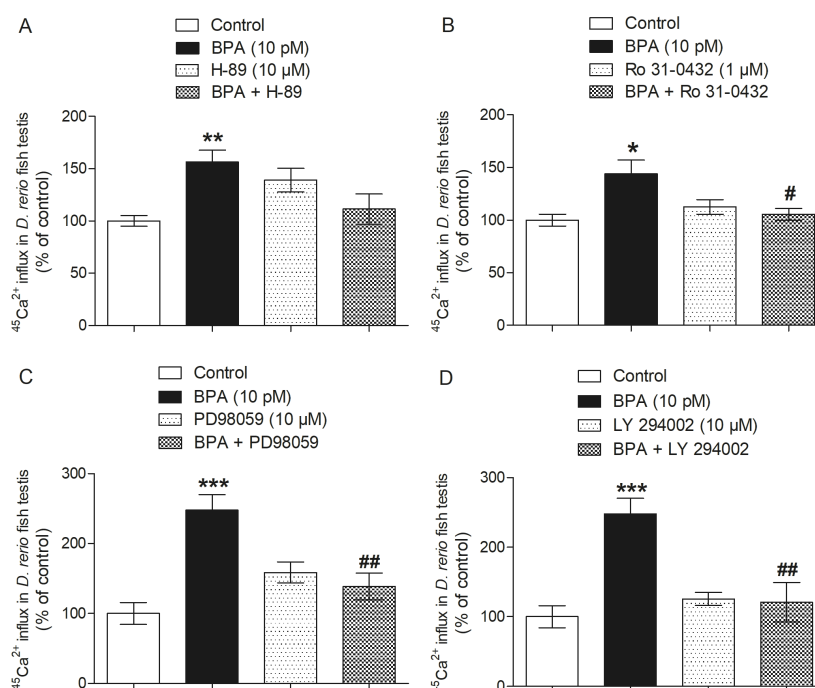 A
Control
BPA (10 pM)
H-89 (10 µM)
BPA + H-89
⁴⁵Ca²⁺ influx in D. rerio fish testis
(% of control)
200
150
100
50
0
**
B
Control
BPA (10 pM)
Ro 31-0432 (1 µM)
BPA + Ro 31-0432
⁴⁵Ca²⁺ influx in D. rerio fish testis
(% of control)
200
150
100
50
0
*
#
C
Control
BPA (10 pM)
PD98059 (10 µM)
BPA + PD98059
⁴⁵Ca²⁺ influx in D. rerio fish testis
(% of control)
300
200
100
0
***
##
D
Control
BPA (10 pM)
LY 294002 (10 µM)
BPA + LY 294002
⁴⁵Ca²⁺ influx in D. rerio fish testis
(% of control)
300
200
100
0
***
##